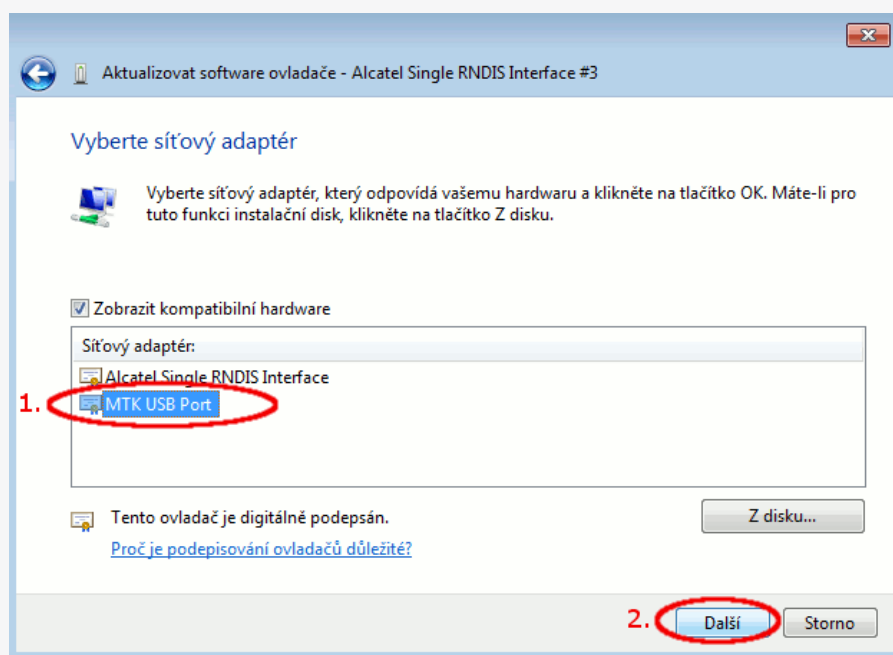 Aktualizovat software ovladače - Alcatel Single RNDIS Interface #3
Vyberte síťový adaptér
Vyberte síťový adaptér, který odpovídá vašemu hardwaru a klikněte na tlačítko OK. Máte-li pro
tuto funkci instalační disk, klikněte na tlačítko Z disku.
Zobrazit kompatibilní hardware
Síťový adaptér:
Alcatel Single RNDIS Interface
1. MTK USB Port
Tento ovladač je digitálně podepsán.
Z disku...
Proč je podepisování ovladačů důležité?
2. Další
Storno